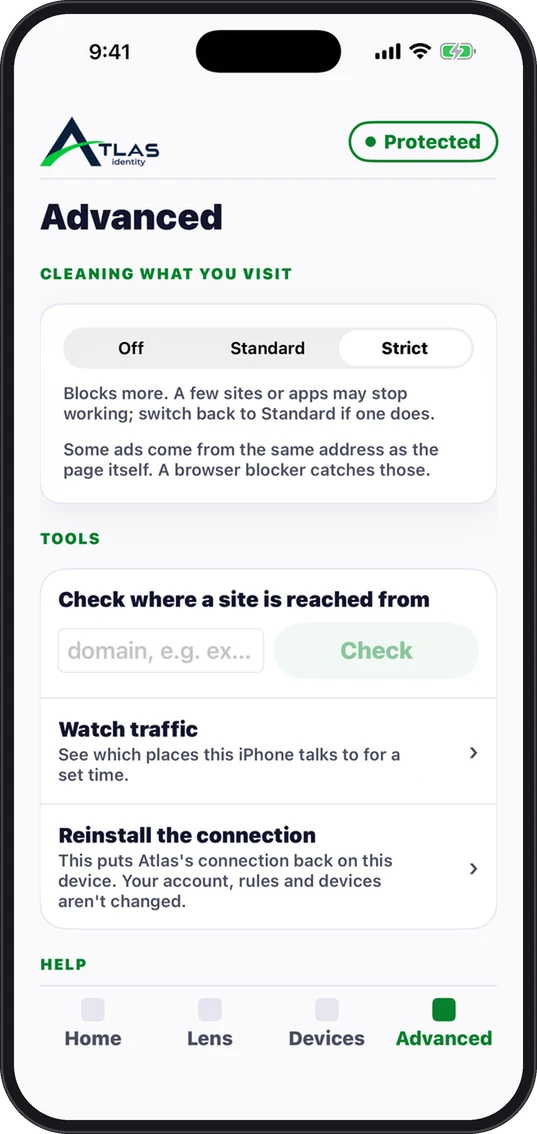 9:41
ATLAS
identity
Protected
Advanced
CLEANING WHAT YOU VISIT
Off
Standard
Strict
Blocks more. A few sites or apps may stop
working; switch back to Standard if one does.
Some ads come from the same address as the
page itself. A browser blocker catches those.
TOOLS
Check where a site is reached from
domain, e.g. ex...
Check
Watch traffic
See which places this iPhone talks to for a
set time.
Reinstall the connection
This puts Atlas's connection back on this
device. Your account, rules and devices
aren't changed.
HELP
Home
Lens
Devices
Advanced